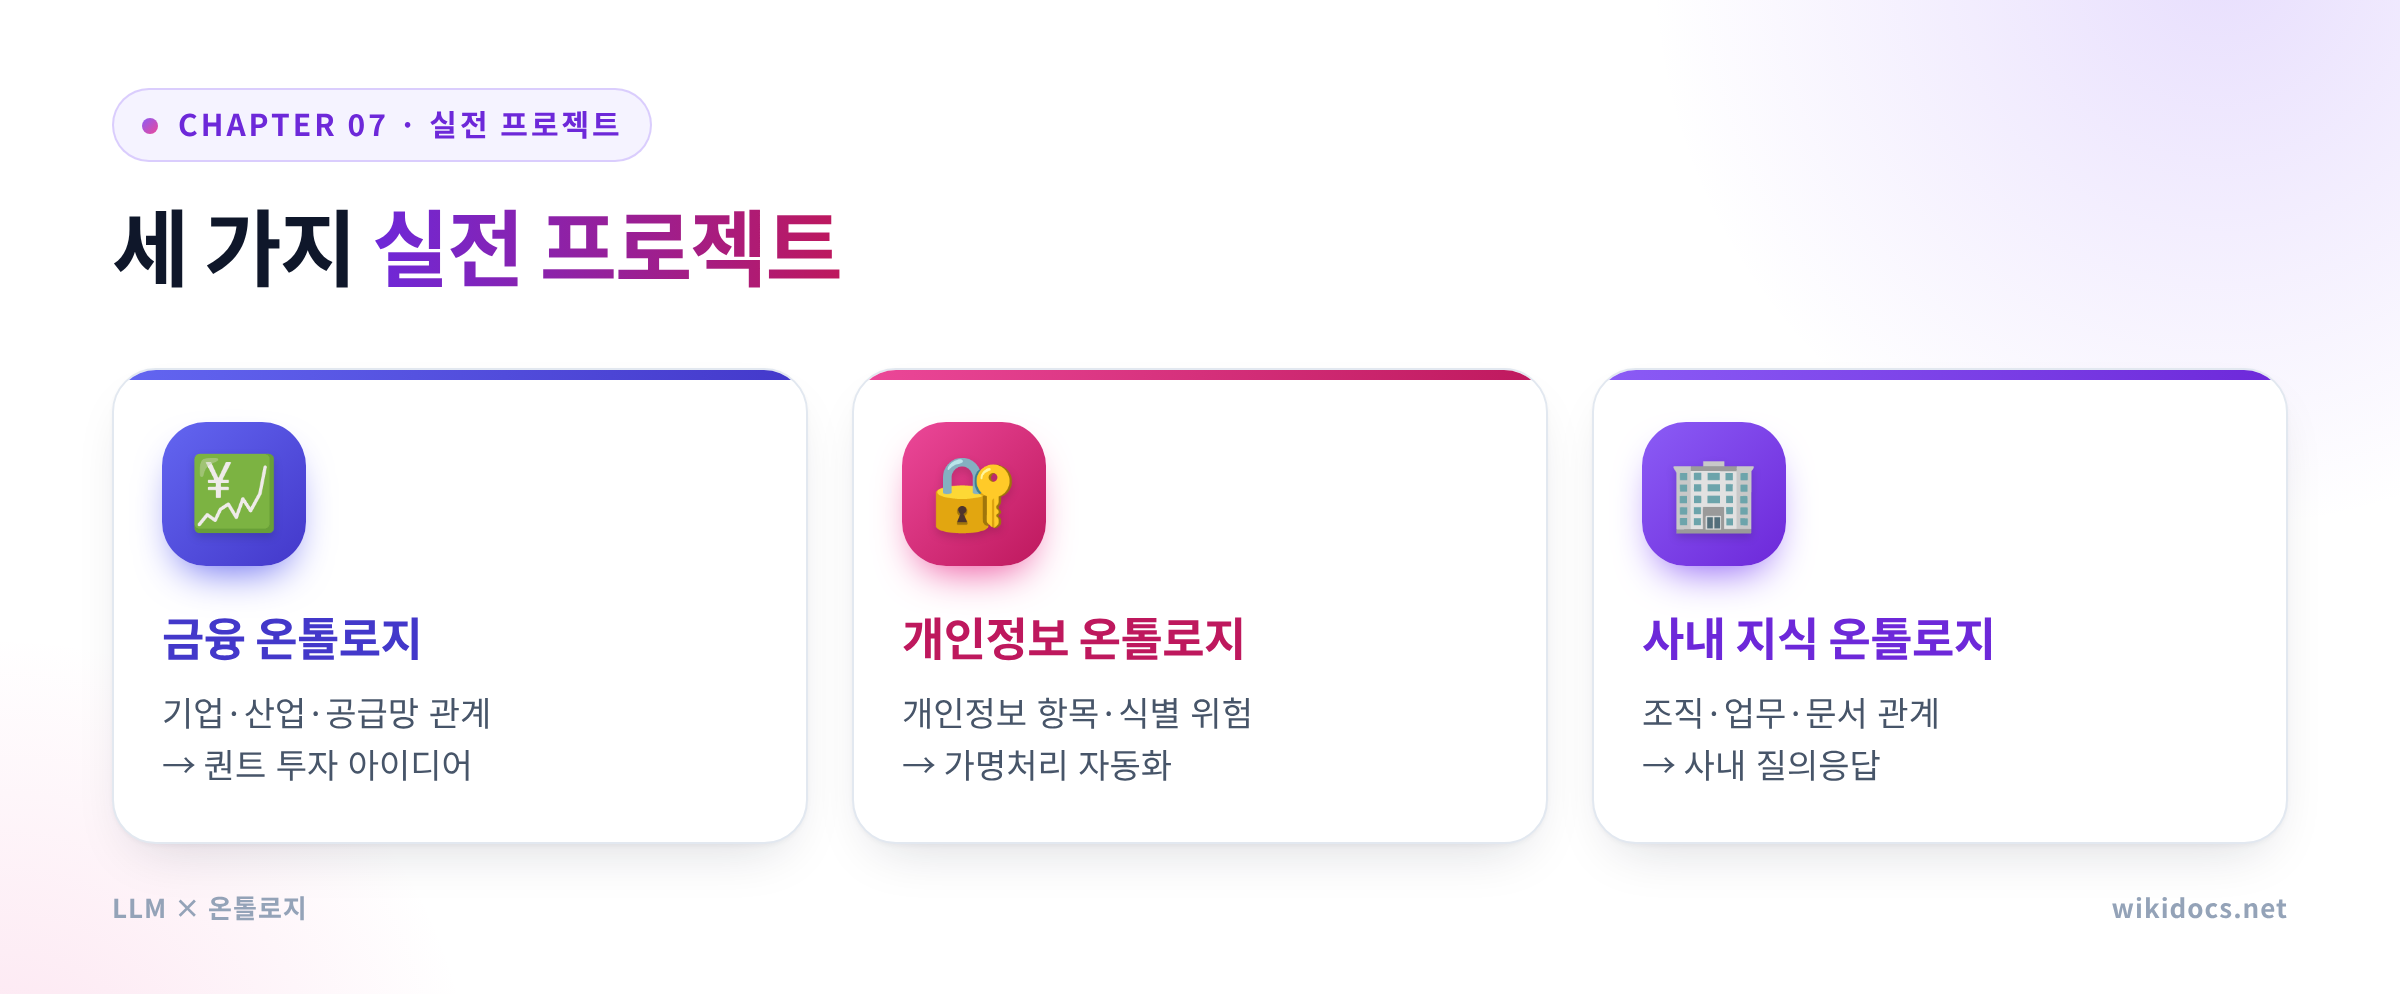 CHAPTER 07 · 실전 프로젝트
세 가지 실전 프로젝트
금융 온톨로지
기업·산업·공급망 관계
→ 퀀트 투자 아이디어
개인정보 온톨로지
개인정보 항목·식별 위험
→ 가명처리 자동화
사내 지식 온톨로지
조직·업무·문서 관계
→ 사내 질의응답
LLM × 온톨로지
wikidocs.net